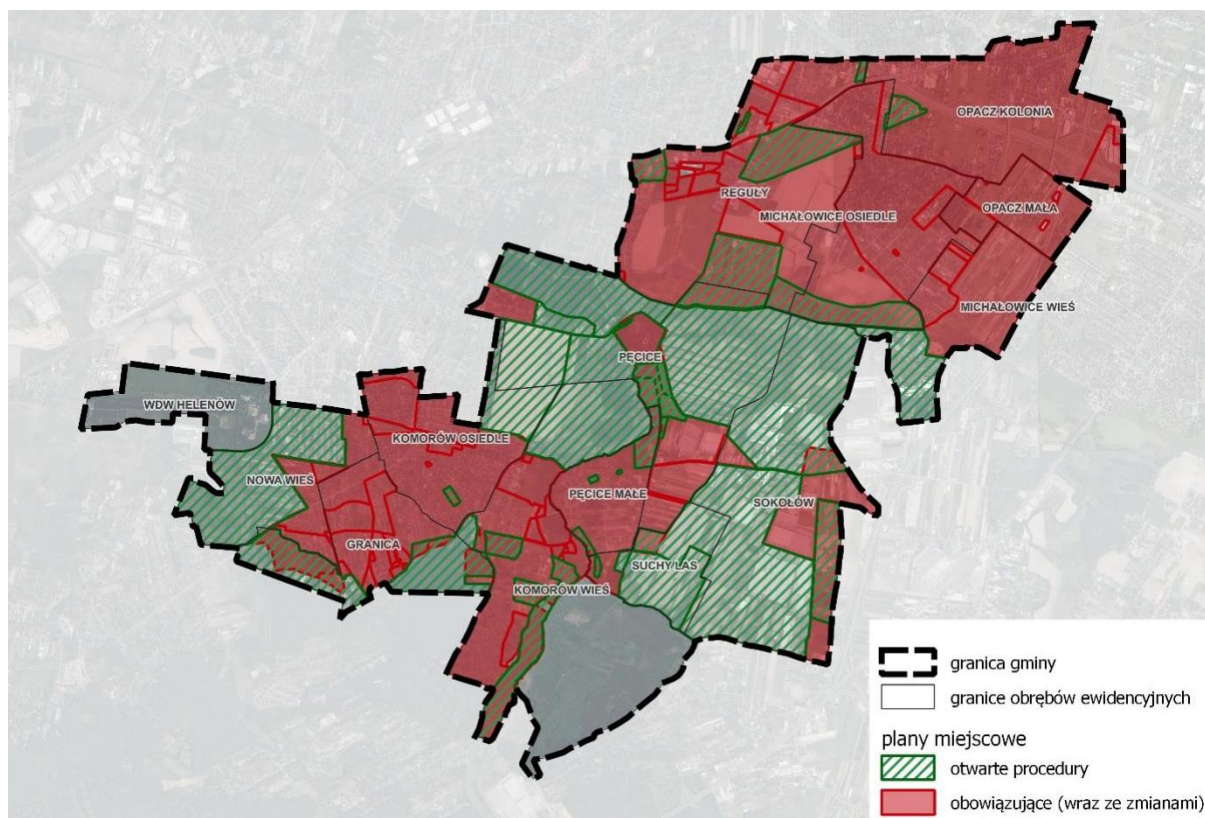 OPACZ KOLONIA
REGUŁY
OPACZ MAŁA
MICHAŁOWICE OSIEDLE
MICHAŁOWICE WIEŚ
PĘCICE
WDW HELENÓW
KOMORÓW OSIEDLE
NOWA WIEŚ
PĘCICE MAŁE
SOKOŁÓW
GRANICA
SUCHY LAS
KOMORÓW WIEŚ
granica gminy
granice obrębów ewidencyjnych
plany miejscowe
otwarte procedury
obowiązujące (wraz ze zmianami)